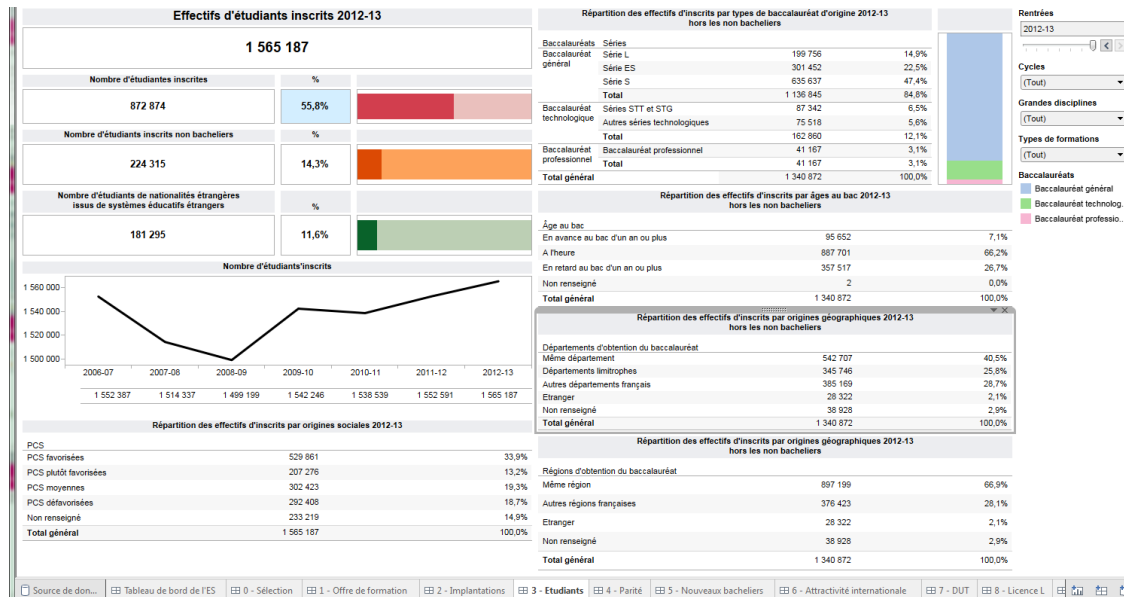 Effectifs d'étudiants inscrits 2012-13
1 565 187
Nombre d'étudiantes inscrites %
872 874 55,8%
Nombre d'étudiants inscrits non bacheliers %
224 315 14,3%
Nombre d'étudiants de nationalités étrangères
issus de systèmes éducatifs étrangers %
181 295 11,6%
Nombre d'étudiants'inscrits
1 560 000
1 540 000
1 520 000
1 500 000
2006-07 2007-08 2008-09 2009-10 2010-11 2011-12 2012-13
1 552 387 1 514 337 1 499 199 1 542 246 1 538 539 1 552 591 1 565 187
Répartition des effectifs d'inscrits par origines sociales 2012-13
PCS
PCS favorisées 529 861 33,9%
PCS plutôt favorisées 207 276 13,2%
PCS moyennes 302 423 19,3%
PCS défavorisées 292 408 18,7%
Non renseigné 233 219 14,9%
Total général 1 565 187 100,0%
Répartition des effectifs d'inscrits par types de baccalauréat d'origine 2012-13
hors les non bacheliers
Baccalauréats Séries
Baccalauréat Série L 199 756 14,9%
général Série ES 301 452 22,5%
Série S 635 637 47,4%
Total 1 136 845 84,8%
Baccalauréat Séries STT et STG 87 342 6,5%
technologique Autres séries technologiques 75 518 5,6%
Total 162 860 12,1%
Baccalauréat Baccalauréat professionnel 41 167 3,1%
professionnel Total 41 167 3,1%
Total général 1 340 872 100,0%
Répartition des effectifs d'inscrits par âges au bac 2012-13
hors les non bacheliers
Âge au bac
En avance au bac d'un an ou plus 95 652 7,1%
A l'heure 887 701 66,2%
En retard au bac d'un an ou plus 357 517 26,7%
Non renseigné 2 0,0%
Total général 1 340 872 100,0%
Répartition des effectifs d'inscrits par origines géographiques 2012-13
hors les non bacheliers
Départements d'obtention du baccalauréat
Même département 542 707 40,5%
Départements limitrophes 345 746 25,8%
Autres départements français 385 169 28,7%
Etranger 28 322 2,1%
Non renseigné 38 928 2,9%
Total général 1 340 872 100,0%
Répartition des effectifs d'inscrits par origines géographiques 2012-13
hors les non bacheliers
Régions d'obtention du baccalauréat
Même région 897 199 66,9%
Autres régions françaises 376 423 28,1%
Etranger 28 322 2,1%
Non renseigné 38 928 2,9%
Total général 1 340 872 100,0%
Rentrées
2012-13
Cycles
(Tout)
Grandes disciplines
(Tout)
Types de formations
(Tout)
Baccalauréats
Baccalauréat général
Baccalauréat technolog.
Baccalauréat professio..
Source de don... Tableau de bord de l'ES 0 - Sélection 1 - Offre de formation 2 - Implantations 3 - Etudiants 4 - Parité 5 - Nouveaux bacheliers 6 - Attractivité internationale 7 - DUT 8 - Licence L